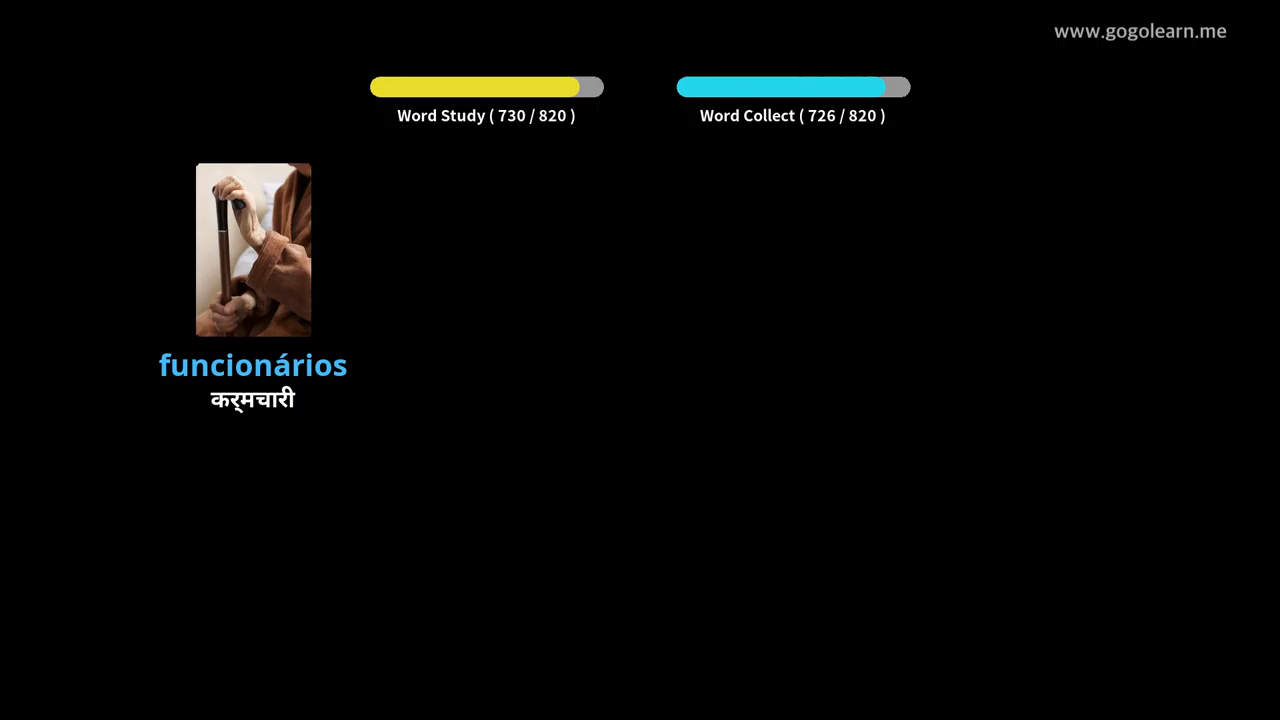 www.gogolearn.me
Word Study ( 730 / 820 )
Word Collect ( 726 / 820 )
funcionários
कर्मचारी